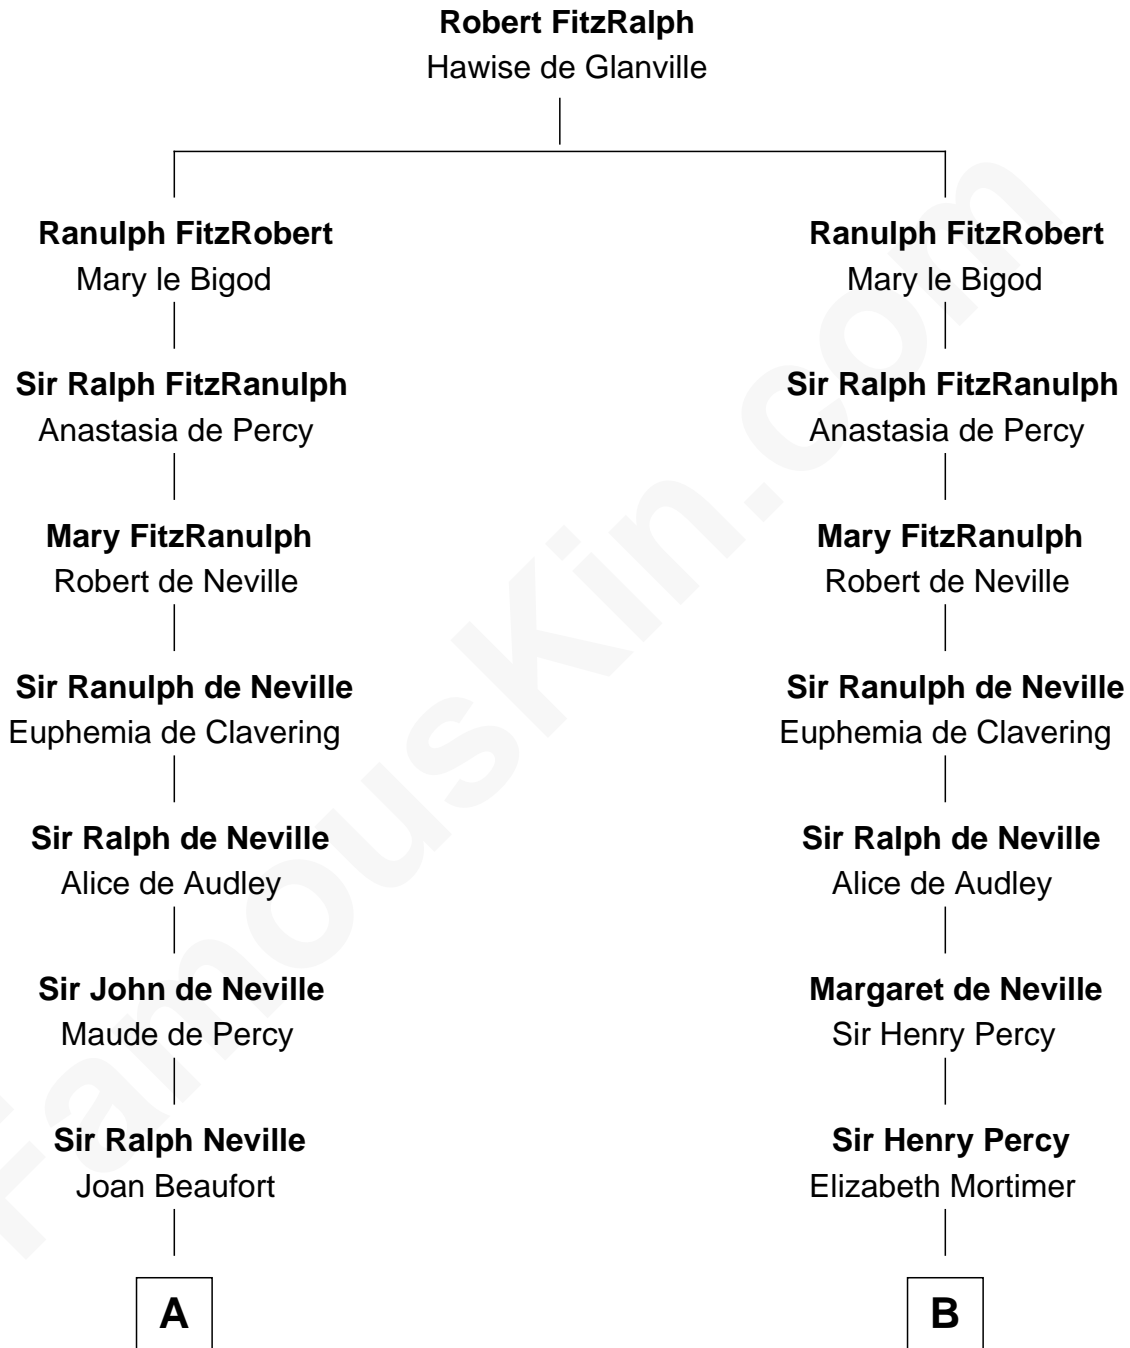 Robert FitzRalph
Hawise de Glanville
Ranulph FitzRobert
Mary le Bigod
Sir Ralph FitzRanulph
Anastasia de Percy
Mary FitzRanulph
Robert de Neville
Sir Ranulph de Neville
Euphemia de Clavering
Sir Ralph de Neville
Alice de Audley
Sir John de Neville
Maude de Percy
Sir Ralph Neville
Joan Beaufort
A
Ranulph FitzRobert
Mary le Bigod
Sir Ralph FitzRanulph
Anastasia de Percy
Mary FitzRanulph
Robert de Neville
Sir Ranulph de Neville
Euphemia de Clavering
Sir Ralph de Neville
Alice de Audley
Margaret de Neville
Sir Henry Percy
Sir Henry Percy
Elizabeth Mortimer
B
FamousKin.com